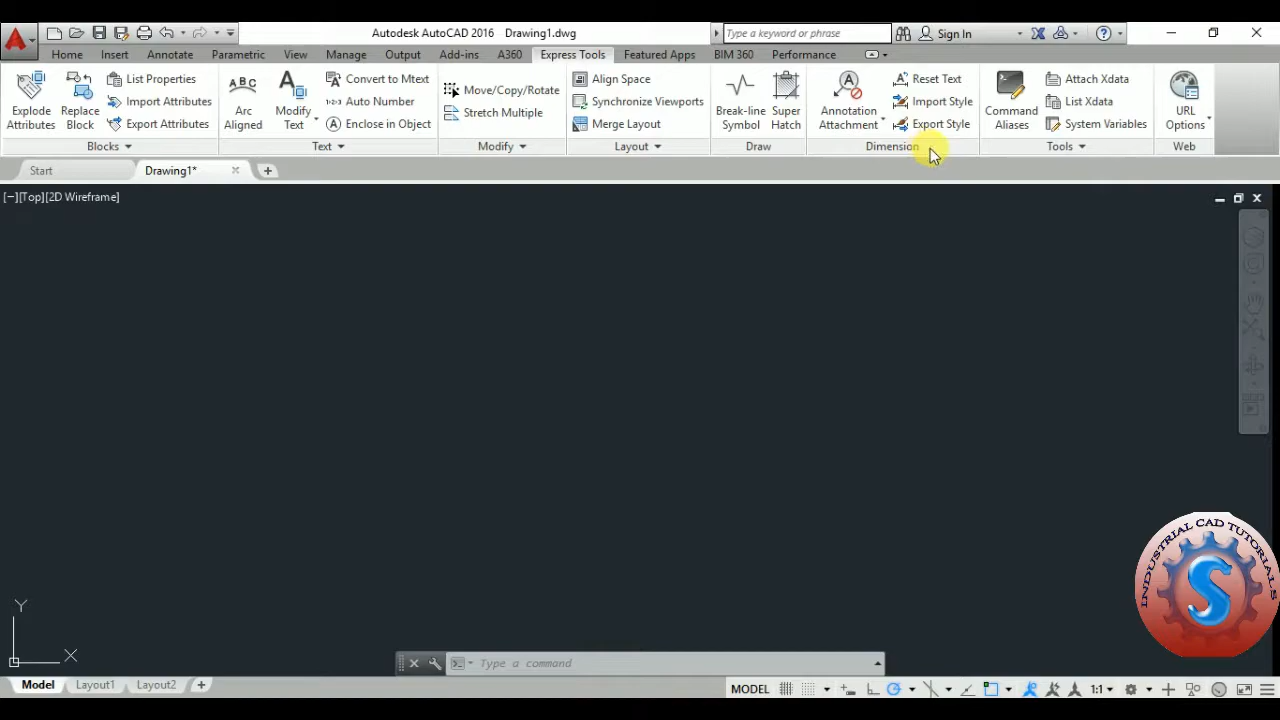 Autodesk AutoCAD 2016 Drawing1.dwg
Type a keyword or phrase
Sign In
Home Insert Annotate Parametric View Manage Output Add-ins A360 Express Tools Featured Apps BIM 360 Performance
Explode Attributes
Replace Block
List Properties
Import Attributes
Export Attributes
Arc Aligned
Modify Text
Convert to Mtext
Auto Number
Enclose in Object
Move/Copy/Rotate
Stretch Multiple
Align Space
Synchronize Viewports
Merge Layout
Break-line Symbol
Super Hatch
Annotation Attachment
Reset Text
Import Style
Export Style
Command Aliases
Attach Xdata
List Xdata
System Variables
URL Options
Blocks Text Modify Layout Draw Dimension Tools Web
Start Drawing1*
[−][Top][2D Wireframe]
INDUSTRIAL CAD TUTORIALS
S
Y
X
Type a command
Model Layout1 Layout2
MODEL 1:1